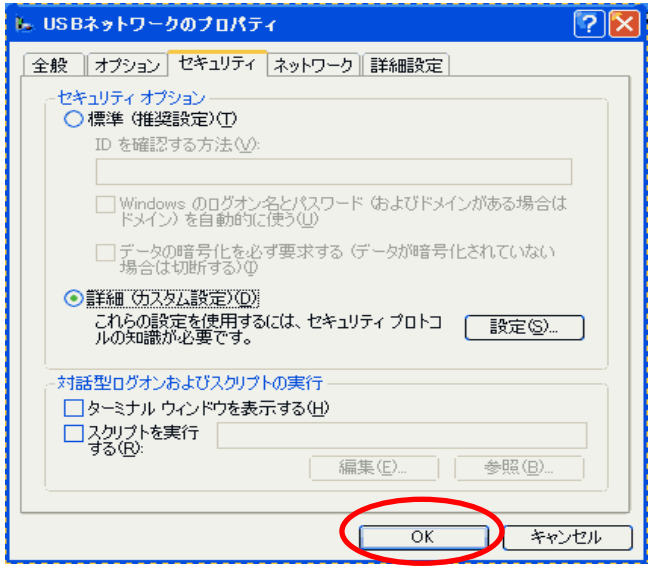 USBネットワークのプロパティ
全般 オプション セキュリティ ネットワーク 詳細設定
セキュリティ オプション
標準 (推奨設定)(T)
ID を確認する方法(V):
Windows のログオン名とパスワード (およびドメインがある場合は
ドメイン) を自動的に使う(U)
データの暗号化を必ず要求する (データが暗号化されていない
場合は切断する)(I)
詳細 (カスタム設定)(D)
これらの設定を使用するには、セキュリティ プロトコ
ルの知識が必要です。
設定(S)...
対話型ログオンおよびスクリプトの実行
ターミナル ウィンドウを表示する(H)
スクリプトを実行
する(R):
編集(E)... 参照(B)...
OK キャンセル